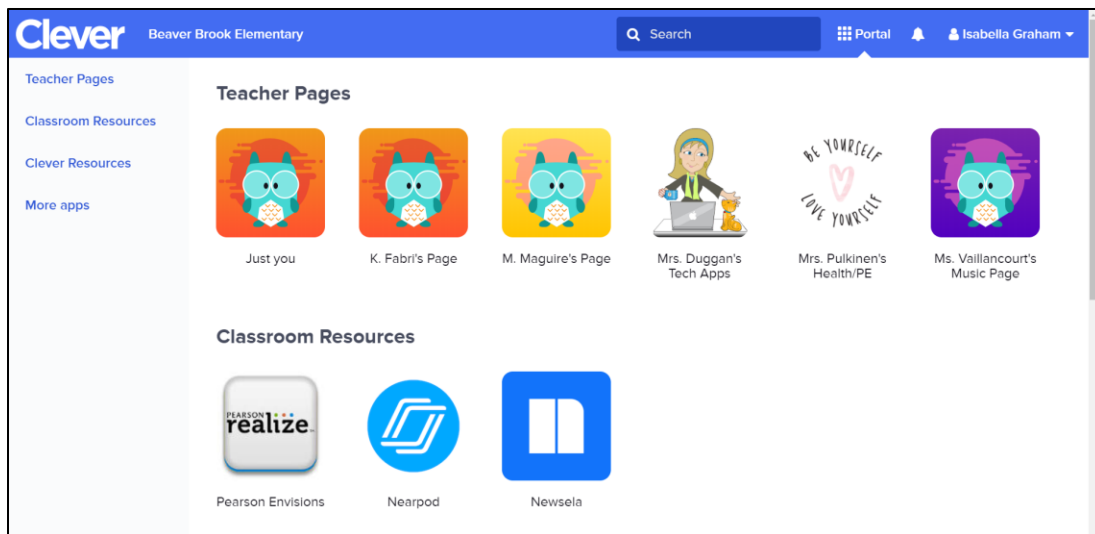 Clever Beaver Brook Elementary Search Portal Isabella Graham
Teacher Pages
Classroom Resources
Clever Resources
More apps
Teacher Pages
BE YOURSELF
LOVE YOURSELF
Just you
K. Fabri's Page
M. Maguire's Page
Mrs. Duggan's
Tech Apps
Mrs. Pulkinen's
Health/PE
Ms. Vaillancourt's
Music Page
Classroom Resources
PEARSON
realize
Pearson Envisions
Nearpod
Newsela